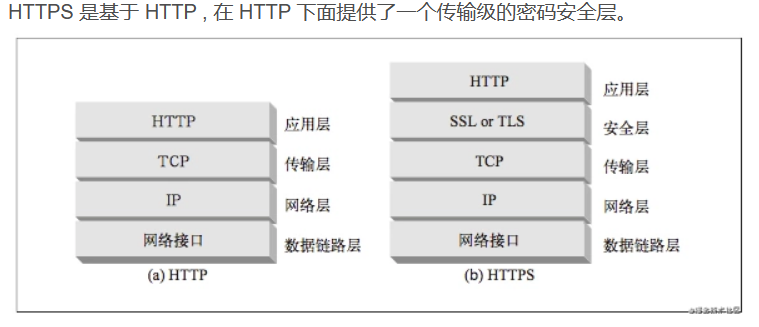 HTTPS 是基于 HTTP , 在 HTTP 下面提供了一个传输级的密码安全层。
HTTP 应用层
TCP 传输层
IP 网络层
网络接口 数据链路层
(a) HTTP
HTTP 应用层
SSL or TLS 安全层
TCP 传输层
IP 网络层
网络接口 数据链路层
(b) HTTPS